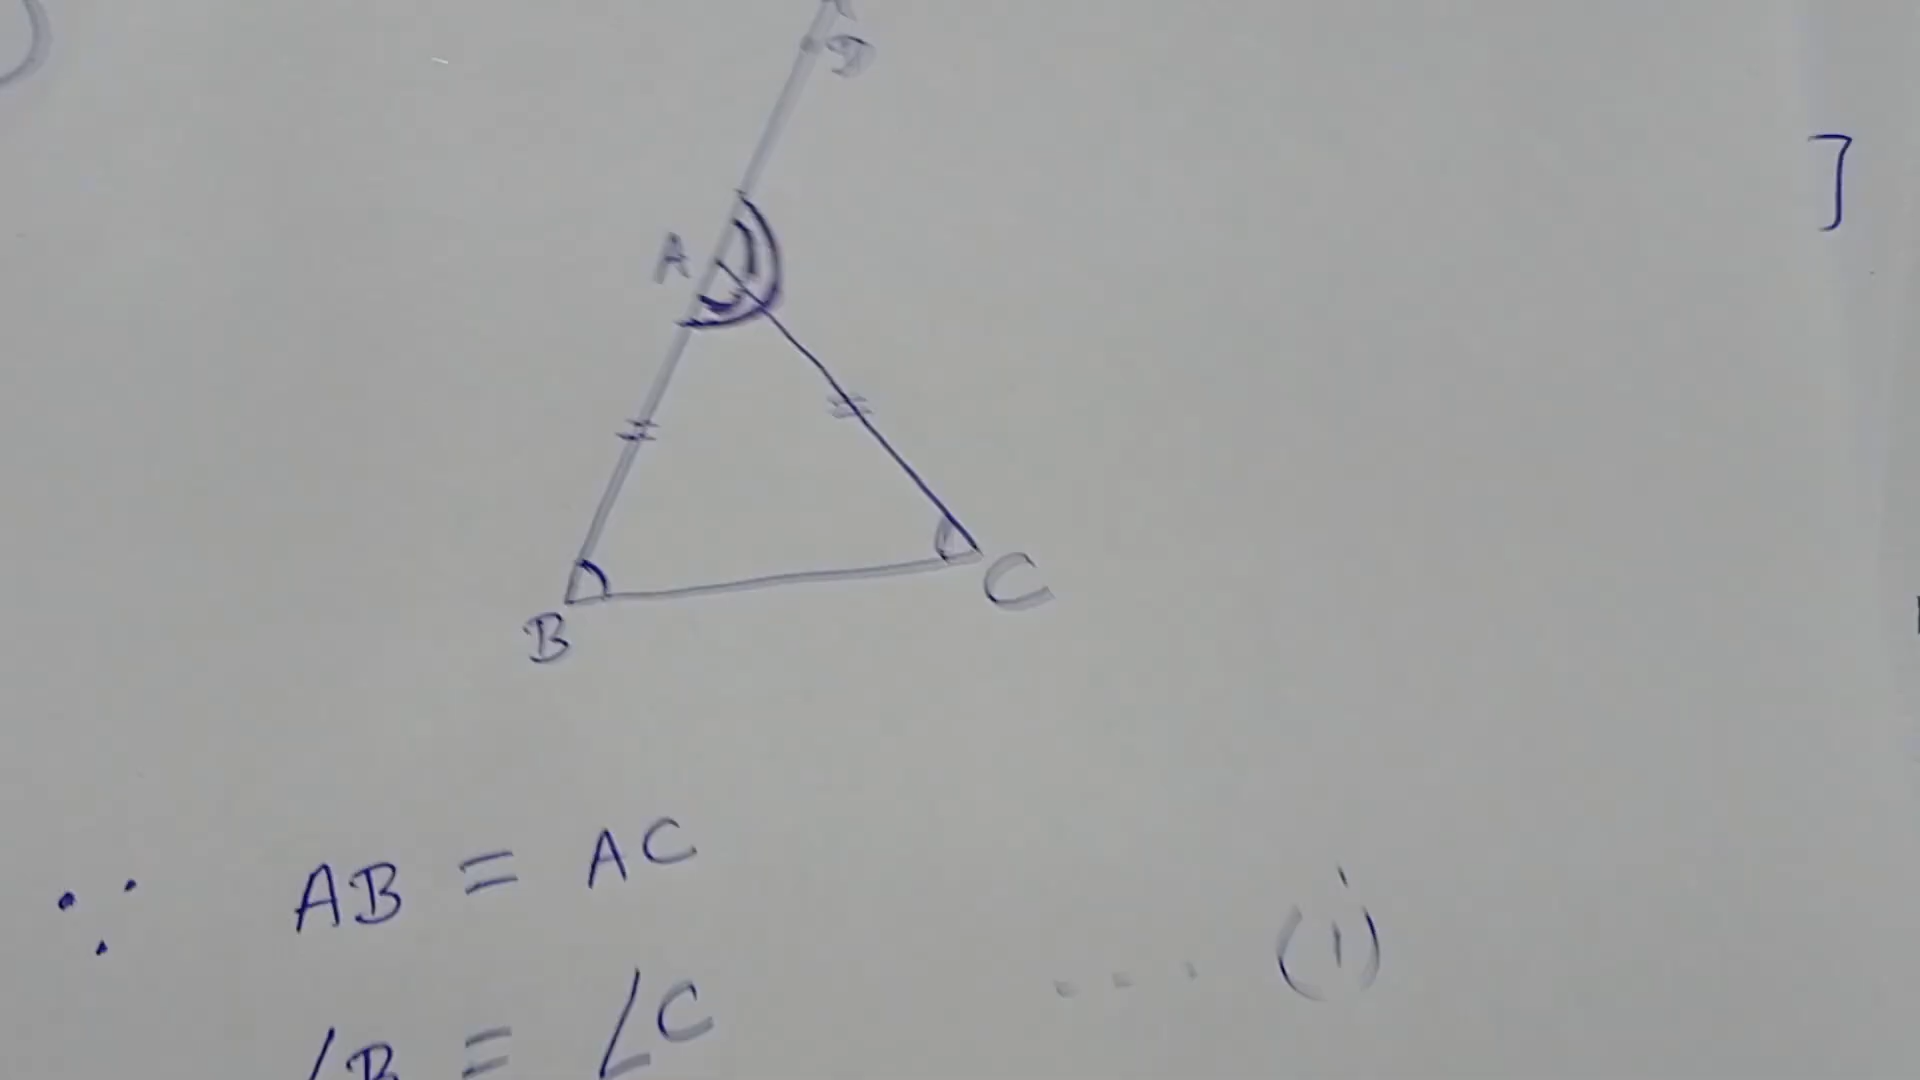 D
A
B
C
]
∵ AB = AC
∠B = ∠C ... (i)